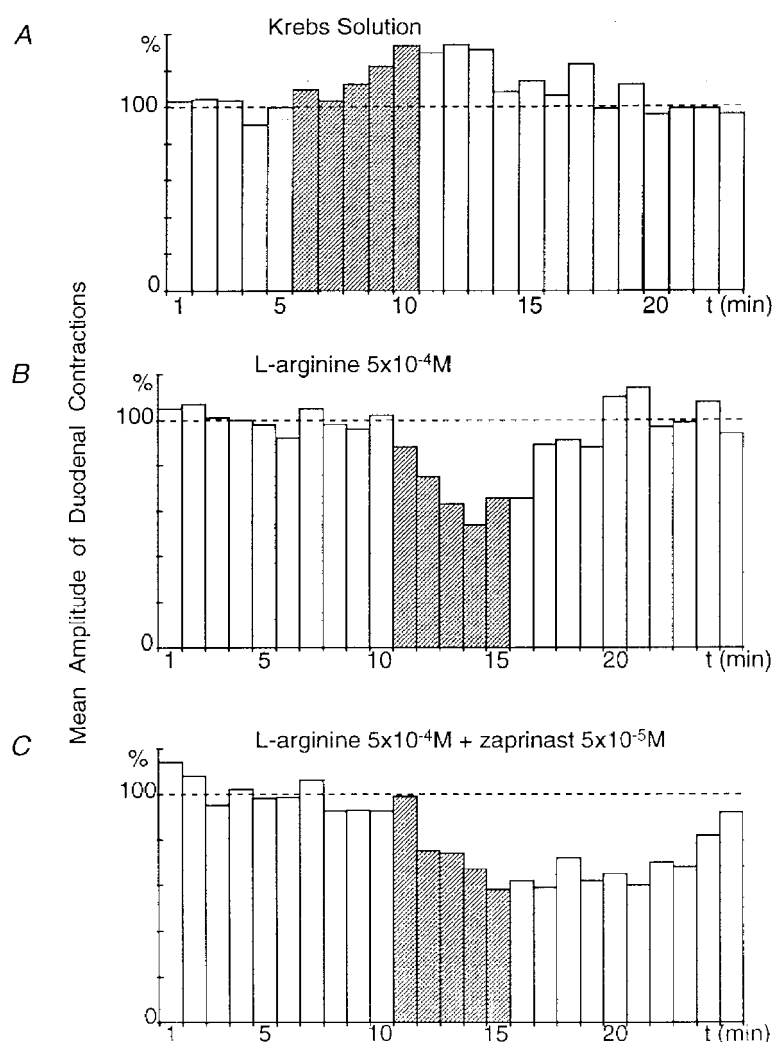 A
Krebs Solution
%
100
0
1 5 10 15 20 t (min)
Mean Amplitude of Duodenal Contractions
B
L-arginine 5x10⁻⁴M
%
100
0
1 5 10 15 20 t (min)
C
L-arginine 5x10⁻⁴M + zaprinast 5x10⁻⁵M
%
100
0
1 5 10 15 20 t (min)